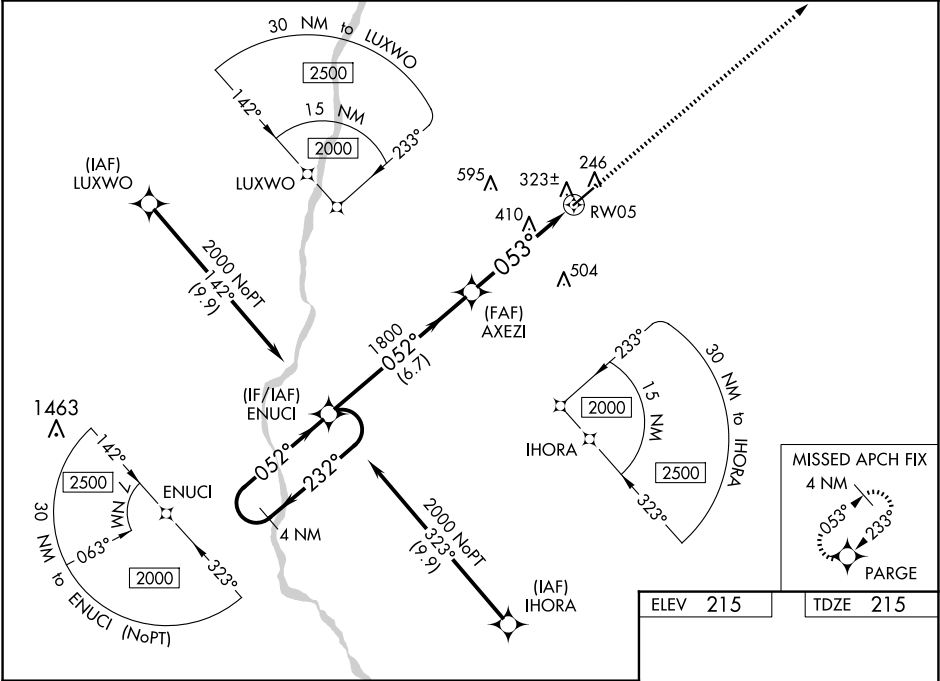 30 NM to LUXWO
2500
142°
15 NM
233°
2000
LUXWO
(IAF)
LUXWO
2000 NoPT
142°
(9.9)
595
323±
246
RW05
410
053°
504
(FAF)
AXEZI
1800
052°
(6.7)
(IF/IAF)
ENUCI
052°
232°
4 NM
1463
142°
2500
7 NM
ENUCI
063°
2000
323°
30 NM to ENUCI (NoPT)
2000 NoPT
323°
(9.9)
(IAF)
IHORA
233°
15 NM
2000
30 NM to IHORA
IHORA
2500
323°
MISSED APCH FIX
4 NM
053°
233°
PARGE
ELEV 215
TDZE 215